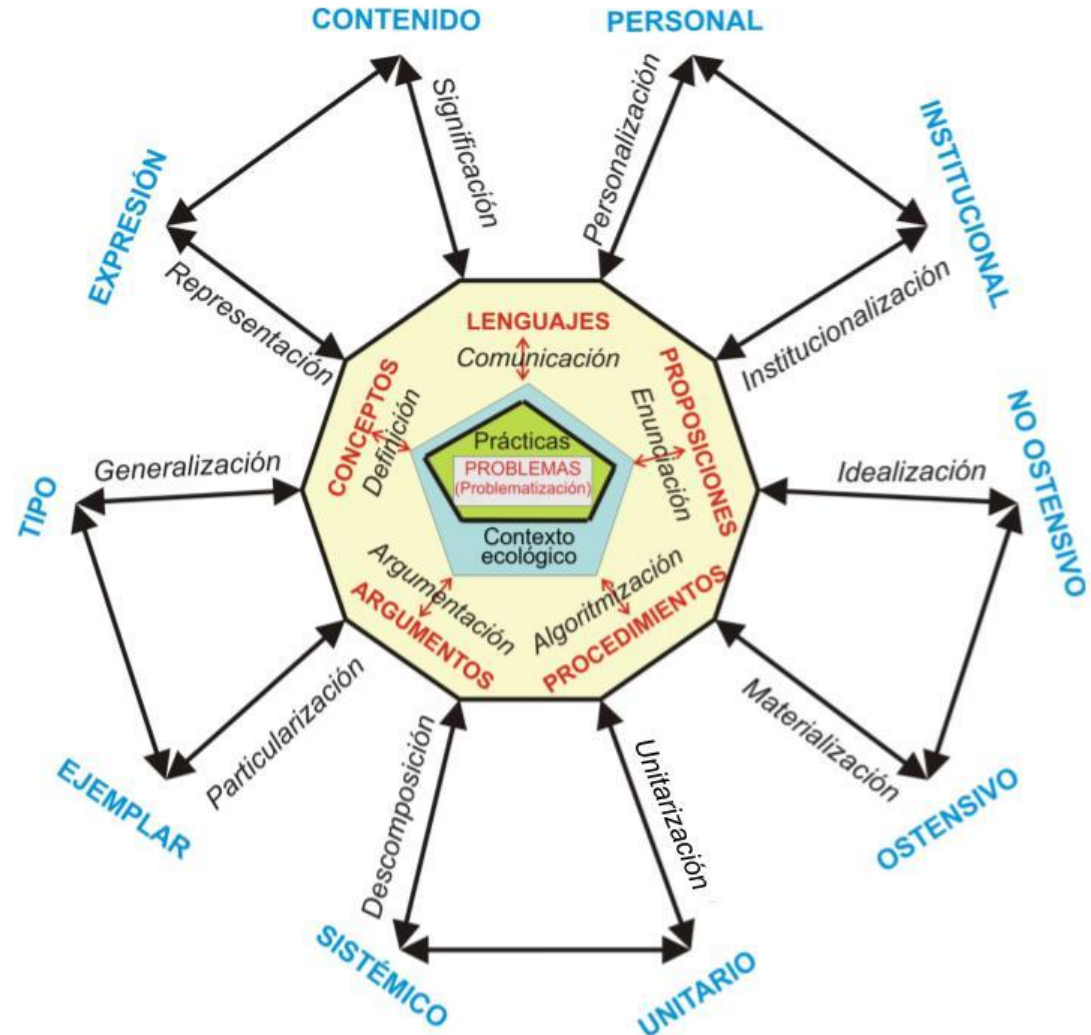 CONTENIDO
PERSONAL
Significación
Personalización
EXPRESIÓN
INSTITUCIONAL
Representación
Institucionalización
LENGUAJES
Comunicación
CONCEPTOS
Definición
PROPOSICIONES
Enundiación
Prácticas
PROBLEMAS
(Problematización)
Contexto
ecológico
Generalización
Idealización
TIPO
NO OSTENSIVO
Argumentación
ARGUMENTOS
Algoritmización
PROCEDIMIENTOS
Particularización
Materialización
EJEMPLAR
OSTENSIVO
Descomposición
Unitarización
SISTÉMICO
UNITARIO